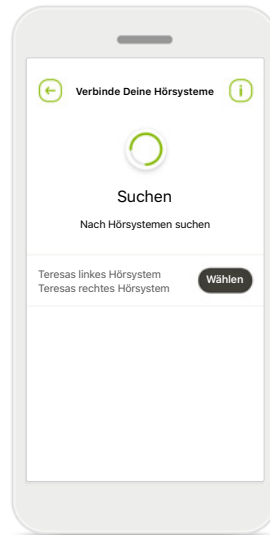 Verbinde Deine Hörsysteme
Suchen
Nach Hörsystemen suchen
Teresas linkes Hörsystem
Teresas rechtes Hörsystem
Wählen